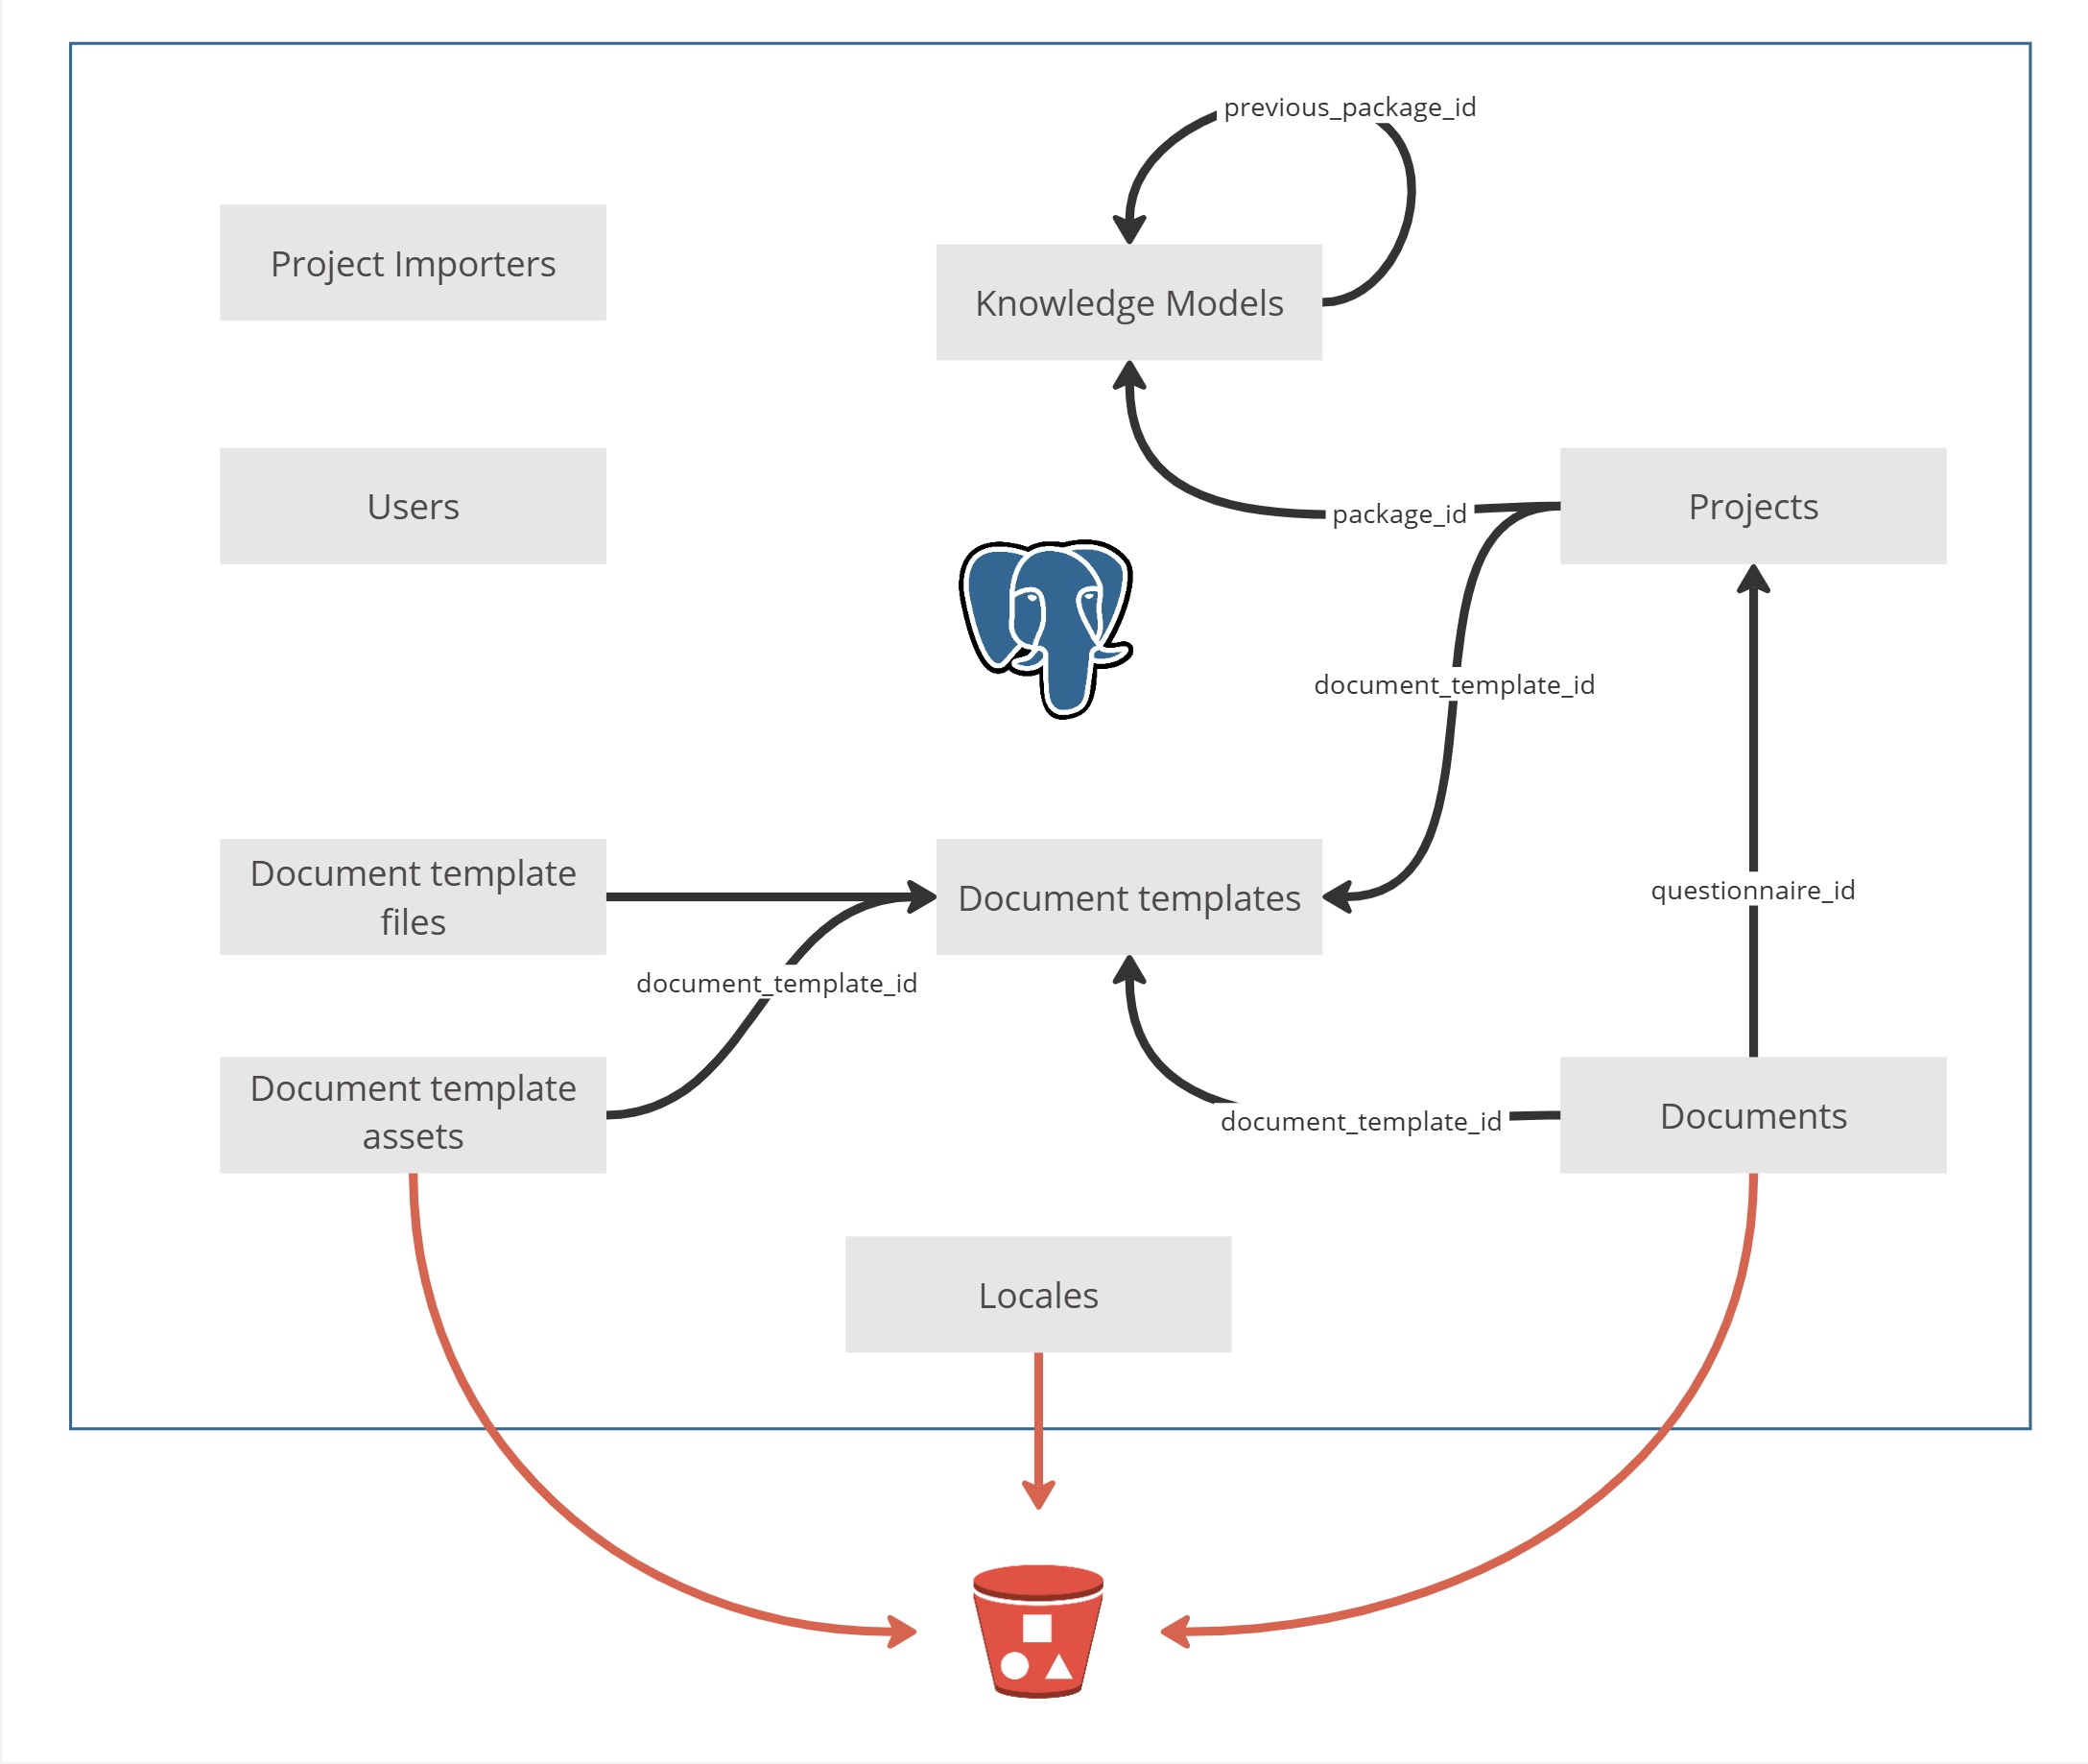 previous_package_id
Project Importers
Knowledge Models
Users
package_id
Projects
document_template_id
Document template
files
Document templates
questionnaire_id
document_template_id
Document template
assets
document_template_id
Documents
Locales